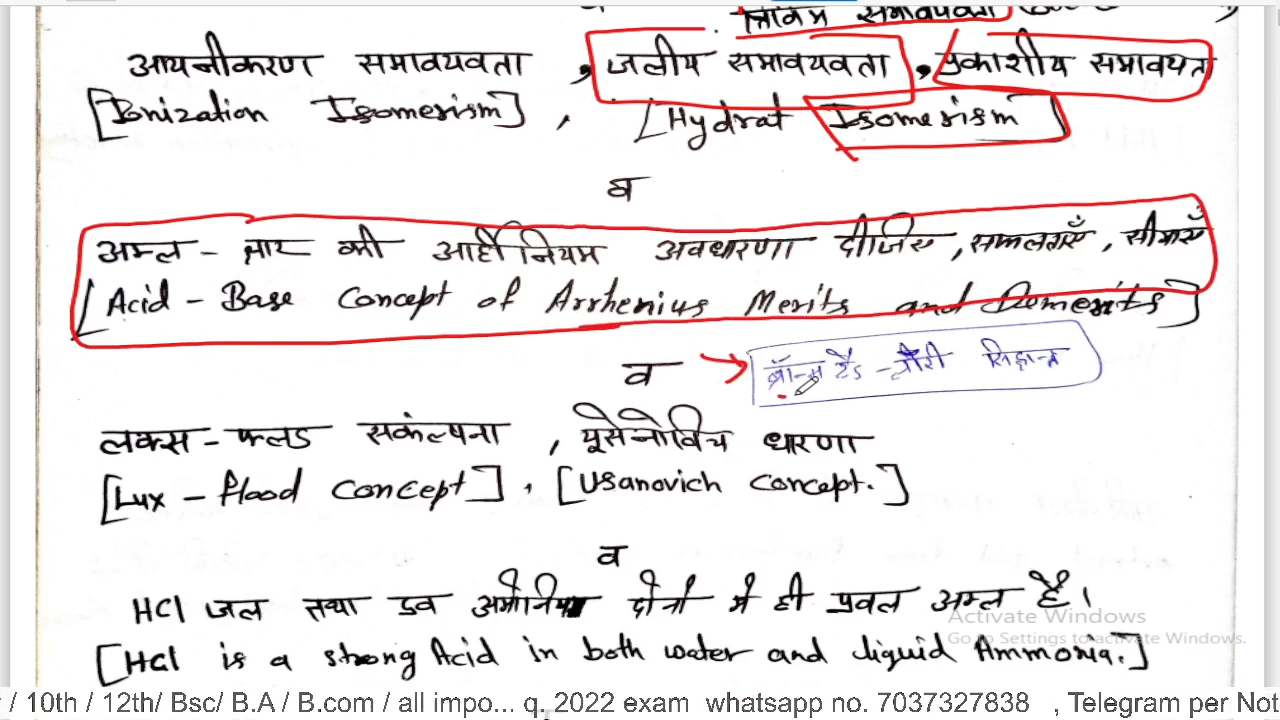 समावयवता
आयनीकरण समावयवता , जलीय समावयवता , प्रकाशीय समावयता
[Ionization Isomerism] , [Hydrat Isomerism]
व
अम्ल - क्षार की आर्हीनियम अवधारणा दीजिए, सफलताएँ, सीमाएँ
[Acid - Base Concept of Arrhenius Merits and Demerits]
व
ब्रॉन्स्टेड - लौरी सिद्धान्त
लक्स - फ्लड संकल्पना , यूसेनोविच धारणा
[Lux - flood Concept] , [Usanovich Concept.]
व
HCl जल तथा द्रव अमोनिया दोनों में ही प्रबल अम्ल है।
[HCl is a strong Acid in both water and liquid Ammonia.]
Activate Windows
Go to Settings to activate Windows.
/ 10th / 12th/ Bsc/ B.A / B.com / all impo... q. 2022 exam whatsapp no. 7037327838 , Telegram per Not